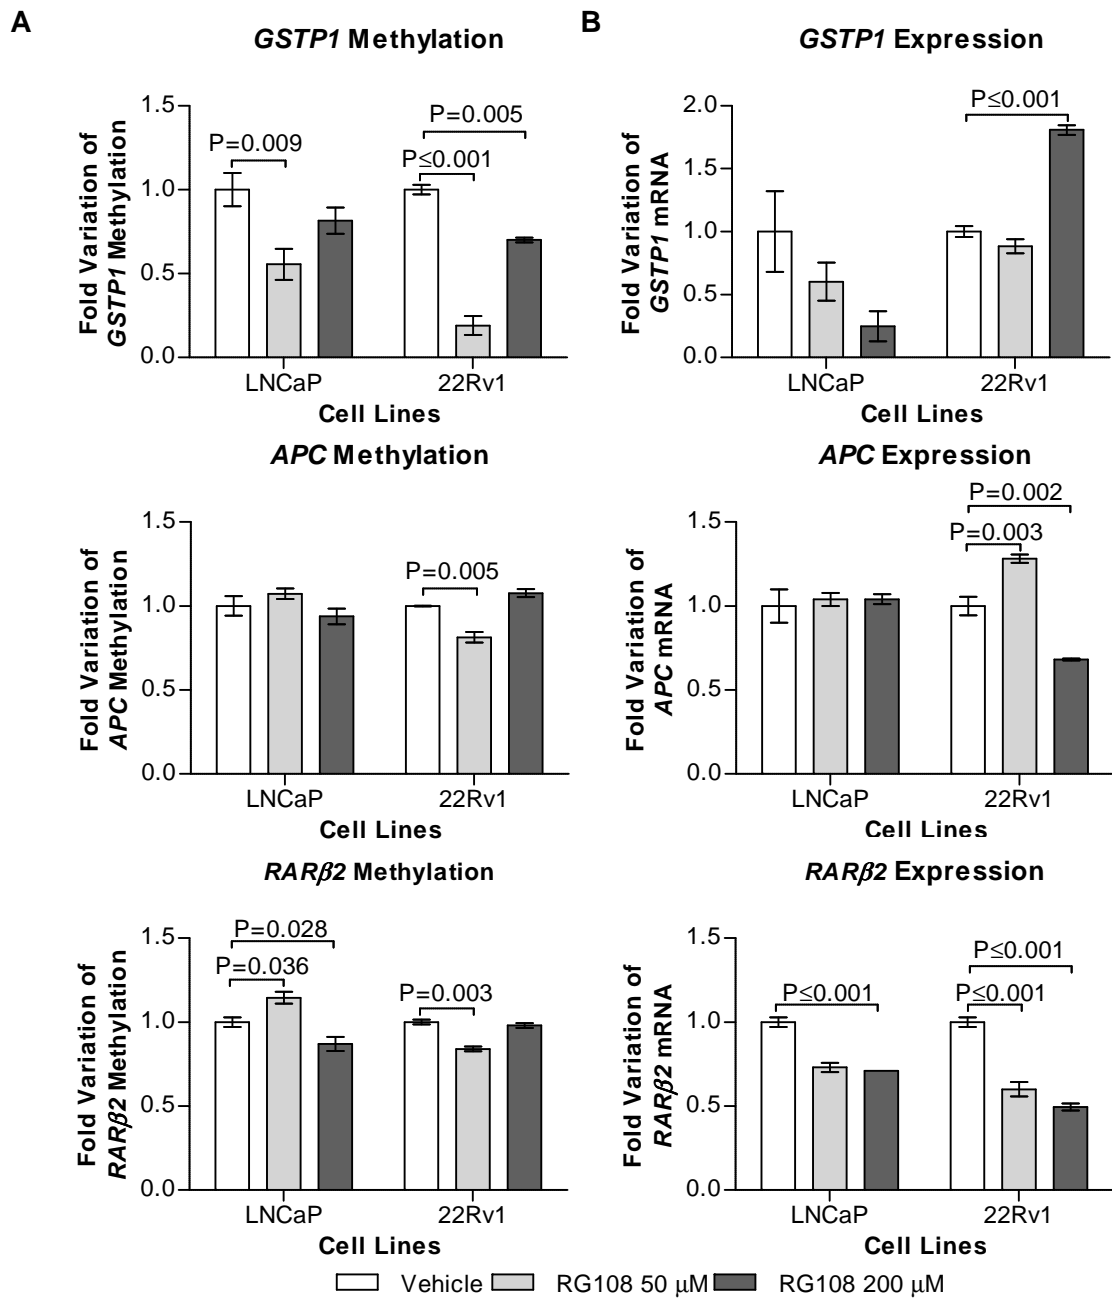 A
GSTP1 Methylation
Fold Variation of
GSTP1 Methylation
1.5
1.0
0.5
0.0
P=0.009
P=0.005
P≤0.001
LNCaP
22Rv1
Cell Lines
B
GSTP1 Expression
Fold Variation of
GSTP1 mRNA
2.0
1.5
1.0
0.5
0.0
P≤0.001
LNCaP
22Rv1
Cell Lines
APC Methylation
Fold Variation of
APC Methylation
1.5
1.0
0.5
0.0
P=0.005
LNCaP
22Rv1
Cell Lines
APC Expression
Fold Variation of
APC mRNA
1.5
1.0
0.5
0.0
P=0.002
P=0.003
LNCaP
22Rv1
Cell Lines
RARβ2 Methylation
Fold Variation of
RARβ2 Methylation
1.5
1.0
0.5
0.0
P=0.028
P=0.036
P=0.003
LNCaP
22Rv1
Cell Lines
RARβ2 Expression
Fold Variation of
RARβ2 mRNA
1.5
1.0
0.5
0.0
P≤0.001
P≤0.001
P≤0.001
LNCaP
22Rv1
Cell Lines
Vehicle RG108 50 μM RG108 200 μM